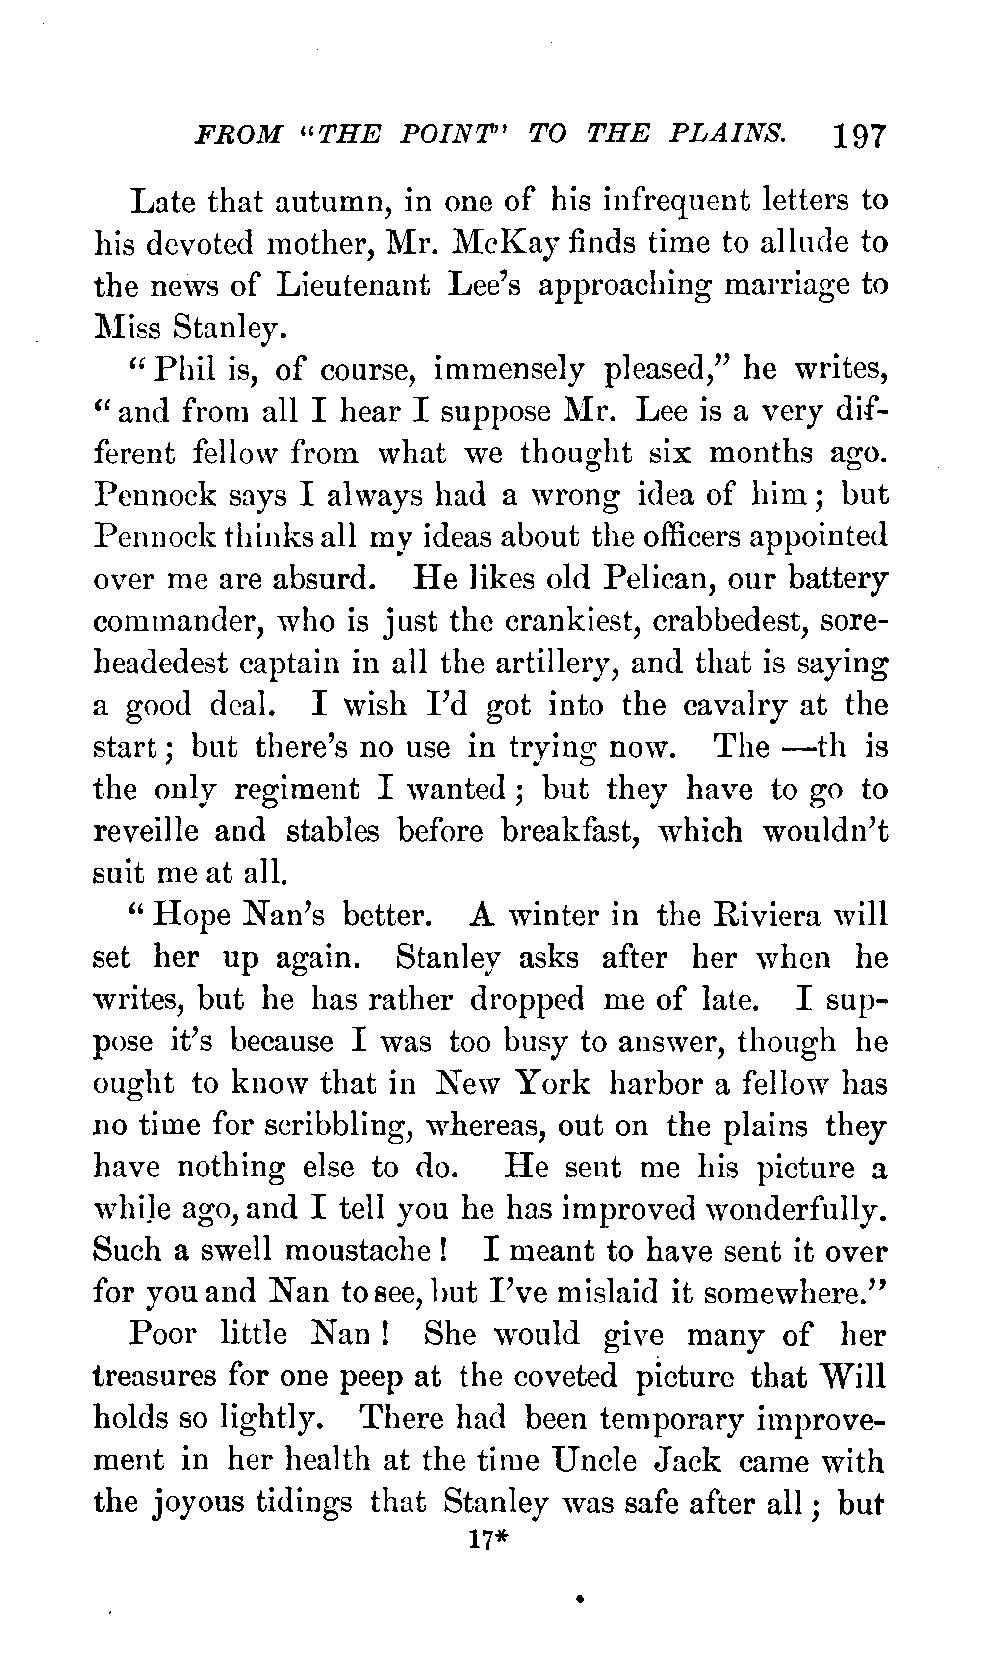 FROM "THE POINT" TO THE PLAINS. 197
Late that autumn, in one of his infrequent letters to
his devoted mother, Mr. McKay finds time to allude to
the news of Lieutenant Lee's approaching marriage to
Miss Stanley.
"Phil is, of course, immensely pleased," he writes,
"and from all I hear I suppose Mr. Lee is a very dif-
ferent fellow from what we thought six months ago.
Pennock says I always had a wrong idea of him; but
Pennock thinks all my ideas about the officers appointed
over me are absurd. He likes old Pelican, our battery
commander, who is just the crankiest, crabbedest, sore-
headedest captain in all the artillery, and that is saying
a good deal. I wish I'd got into the cavalry at the
start; but there's no use in trying now. The —th is
the only regiment I wanted; but they have to go to
reveille and stables before breakfast, which wouldn't
suit me at all.
"Hope Nan's better. A winter in the Riviera will
set her up again. Stanley asks after her when he
writes, but he has rather dropped me of late. I sup-
pose it's because I was too busy to answer, though he
ought to know that in New York harbor a fellow has
no time for scribbling, whereas, out on the plains they
have nothing else to do. He sent me his picture a
while ago, and I tell you he has improved wonderfully.
Such a swell moustache! I meant to have sent it over
for you and Nan to see, but I've mislaid it somewhere."
Poor little Nan! She would give many of her
treasures for one peep at the coveted picture that Will
holds so lightly. There had been temporary improve-
ment in her health at the time Uncle Jack came with
the joyous tidings that Stanley was safe after all; but
17*